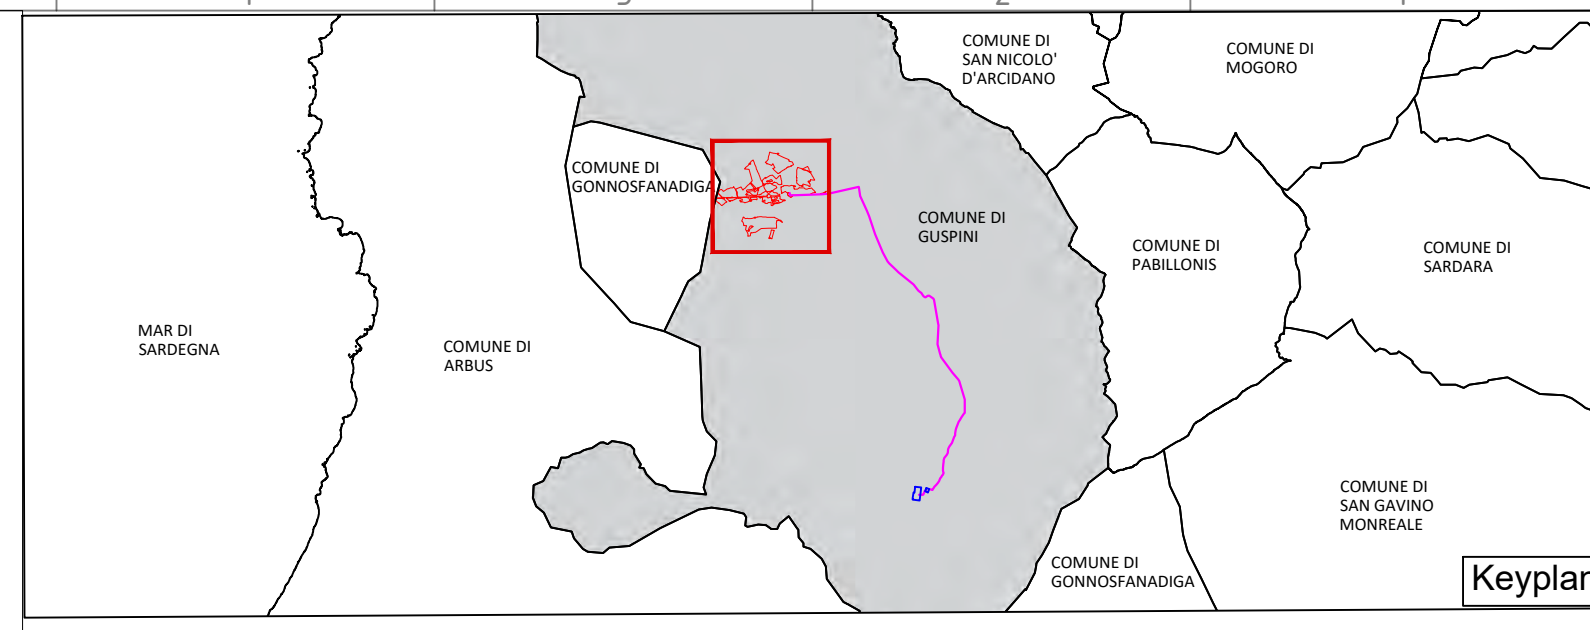 COMUNE DI
SAN NICOLO'
D'ARCIDANO
COMUNE DI
MOGORO
COMUNE DI
GONNOSFANADIGA
COMUNE DI
GUSPINI
COMUNE DI
PABILLONIS
COMUNE DI
SARDARA
MAR DI
SARDEGNA
COMUNE DI
ARBUS
COMUNE DI
SAN GAVINO
MONREALE
COMUNE DI
GONNOSFANADIGA
Keyplan